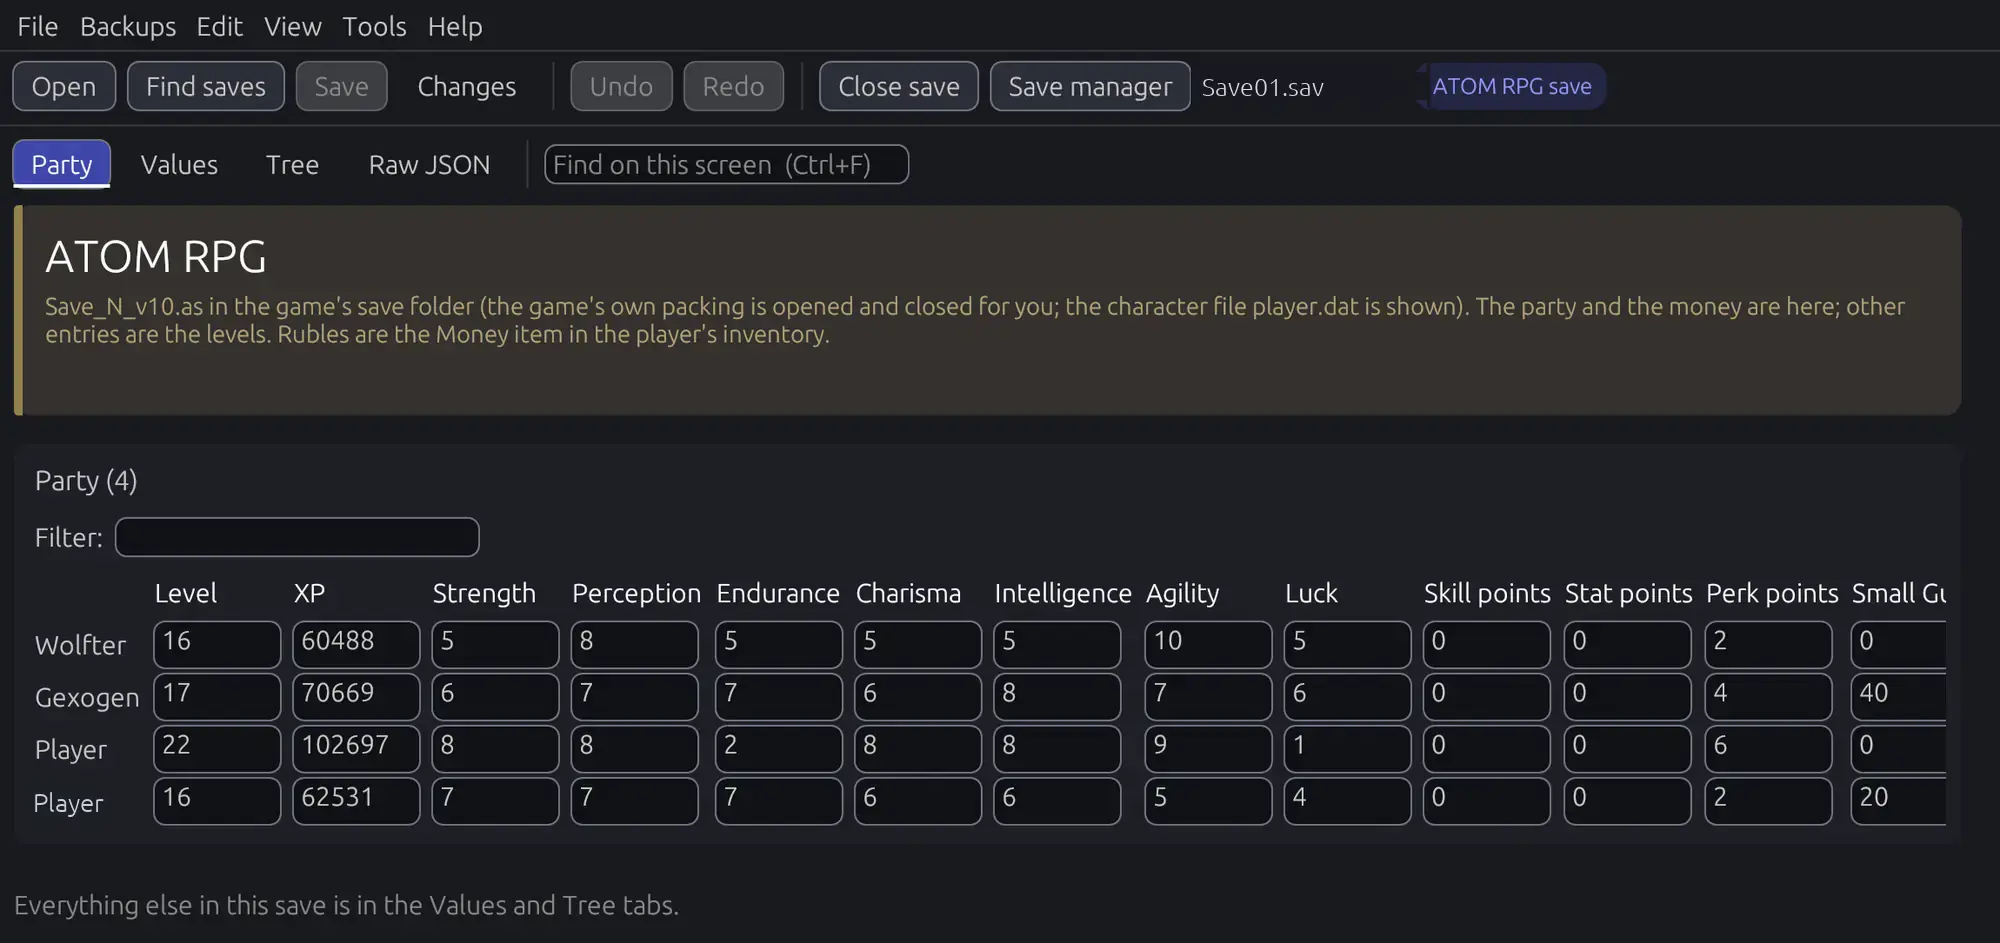 File Backups Edit View Tools Help
Open Find saves Save Changes Undo Redo Close save Save manager Save01.sav ATOM RPG save
Party Values Tree Raw JSON Find on this screen (Ctrl+F)
ATOM RPG
Save_N_v10.as in the game's save folder (the game's own packing is opened and closed for you; the character file player.dat is shown). The party and the money are here; other
entries are the levels. Rubles are the Money item in the player's inventory.
Party (4)
Filter:
Level XP Strength Perception Endurance Charisma Intelligence Agility Luck Skill points Stat points Perk points Small Gu
Wolfter 16 60488 5 8 5 5 5 10 5 0 0 2 0
Gexogen 17 70669 6 7 7 6 8 7 6 0 0 4 40
Player 22 102697 8 8 2 8 8 9 1 0 0 6 0
Player 16 62531 7 7 7 6 6 5 4 0 0 2 20
Everything else in this save is in the Values and Tree tabs.